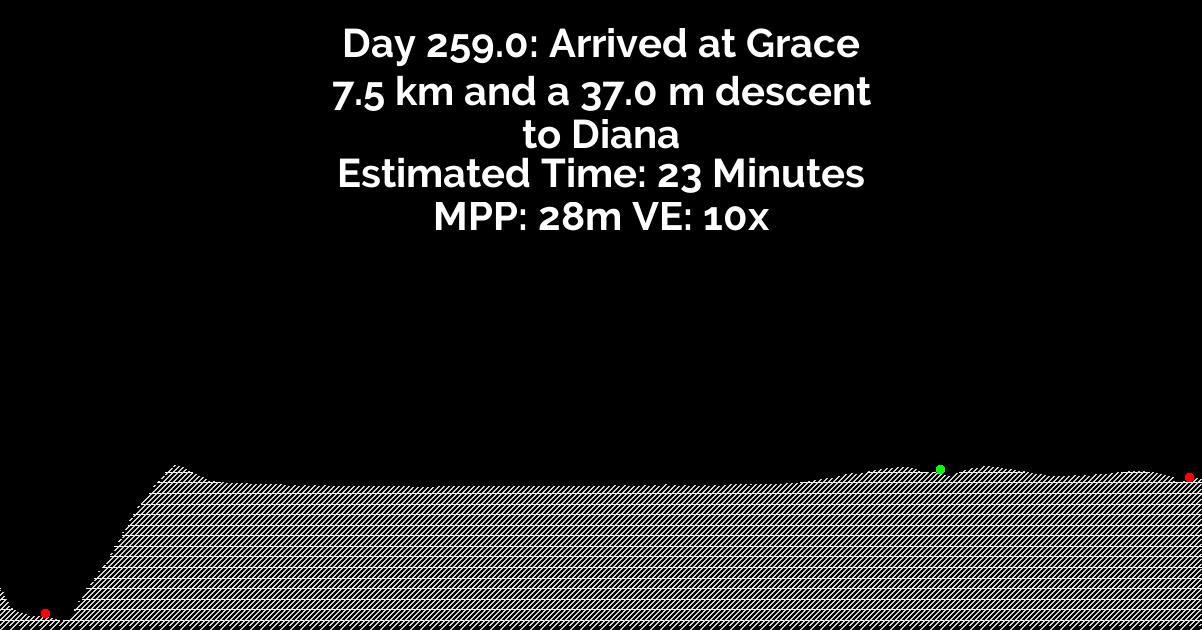 Day 259.0: Arrived at Grace
7.5 km and a 37.0 m descent
to Diana
Estimated Time: 23 Minutes
MPP: 28m VE: 10x